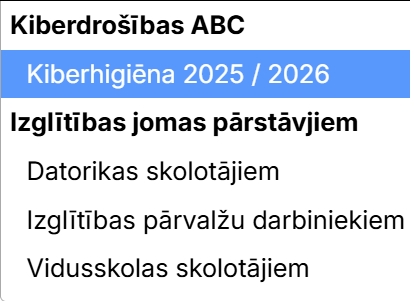 Kiberdrošības ABC
Kiberhigiēna 2025 / 2026
Izglītības jomas pārstāvjiem
Datorikas skolotājiem
Izglītības pārvalžu darbiniekiem
Vidusskolas skolotājiem